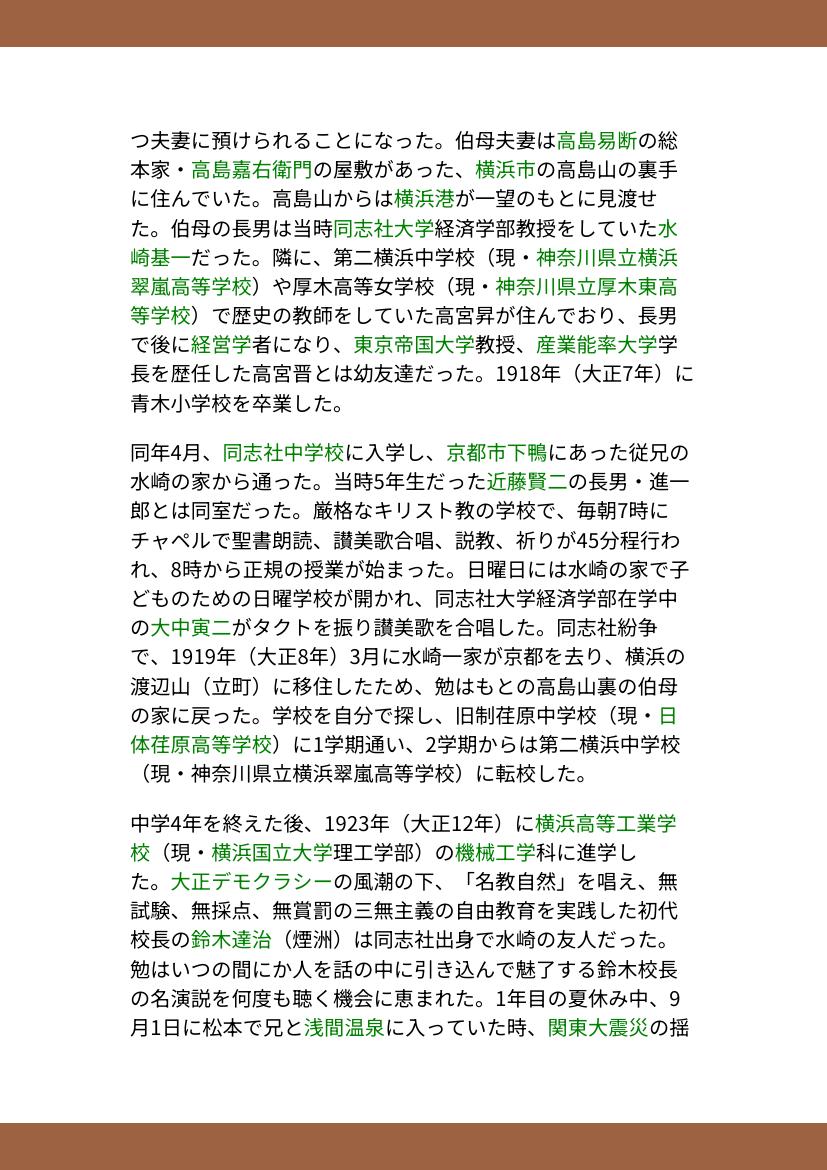 つ夫妻に預けられることになった。伯母夫妻は高島易断の総
本家・高島嘉右衛門の屋敷があった、横浜市の高島山の裏手
に住んでいた。高島山からは横浜港が一望のもとに見渡せ
た。伯母の長男は当時同志社大学経済学部教授をしていた水
崎基一だった。隣に、第二横浜中学校（現・神奈川県立横浜
翠嵐高等学校）や厚木高等女学校（現・神奈川県立厚木東高
等学校）で歴史の教師をしていた高宮昇が住んでおり、長男
で後に経営学者になり、東京帝国大学教授、産業能率大学学
長を歴任した高宮晋とは幼友達だった。1918年（大正7年）に
青木小学校を卒業した。
同年4月、同志社中学校に入学し、京都市下鴨にあった従兄の
水崎の家から通った。当時5年生だった近藤賢二の長男・進一
郎とは同室だった。厳格なキリスト教の学校で、毎朝7時に
チャペルで聖書朗読、讃美歌合唱、説教、祈りが45分程行わ
れ、8時から正規の授業が始まった。日曜日には水崎の家で子
どものための日曜学校が開かれ、同志社大学経済学部在学中
の大中寅二がタクトを振り讃美歌を合唱した。同志社紛争
で、1919年（大正8年）3月に水崎一家が京都を去り、横浜の
渡辺山（立町）に移住したため、勉はもとの高島山裏の伯母
の家に戻った。学校を自分で探し、旧制荏原中学校（現・日
体荏原高等学校）に1学期通い、2学期からは第二横浜中学校
（現・神奈川県立横浜翠嵐高等学校）に転校した。
中学4年を終えた後、1923年（大正12年）に横浜高等工業学
校（現・横浜国立大学理工学部）の機械工学科に進学し
た。大正デモクラシーの風潮の下、「名教自然」を唱え、無
試験、無採点、無賞罰の三無主義の自由教育を実践した初代
校長の鈴木達治（煙洲）は同志社出身で水崎の友人だった。
勉はいつの間にか人を話の中に引き込んで魅了する鈴木校長
の名演説を何度も聴く機会に恵まれた。1年目の夏休み中、9
月1日に松本で兄と浅間温泉に入っていた時、関東大震災の揺